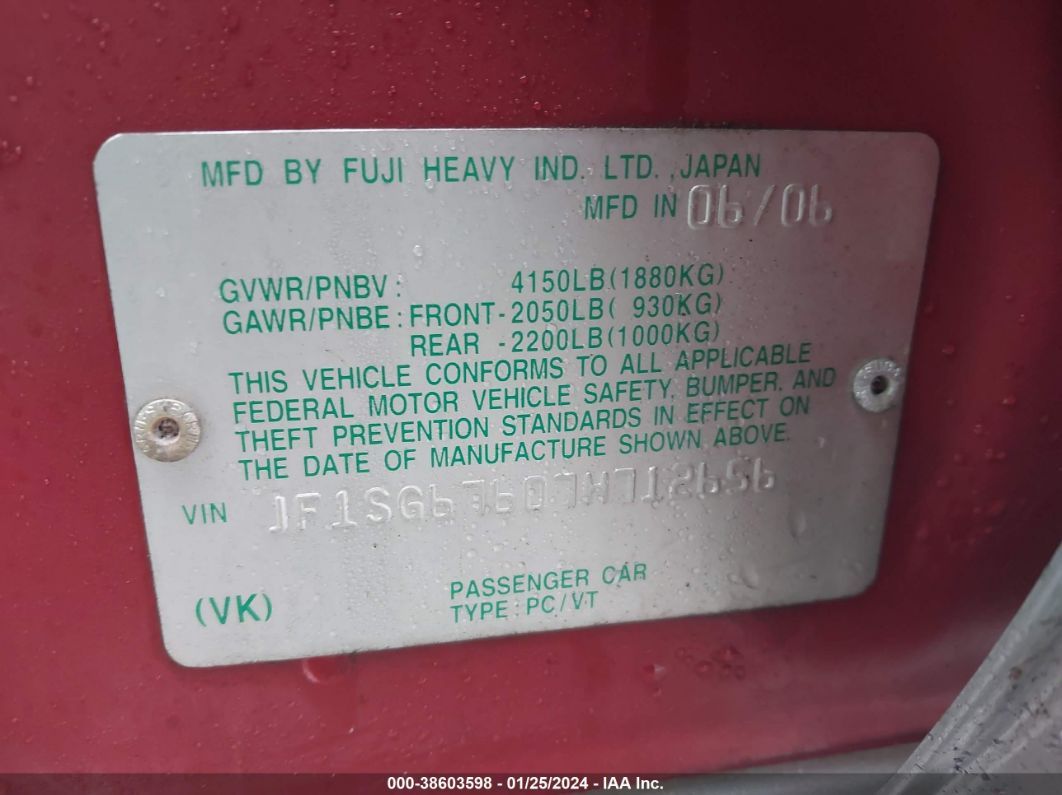 MFD BY FUJI HEAVY IND. LTD., JAPAN
MFD IN 06/06
GVWR/PNBV : 4150LB(1880KG)
GAWR/PNBE : FRONT-2050LB( 930KG)
REAR -2200LB(1000KG)
THIS VEHICLE CONFORMS TO ALL APPLICABLE
FEDERAL MOTOR VEHICLE SAFETY, BUMPER, AND
THEFT PREVENTION STANDARDS IN EFFECT ON
THE DATE OF MANUFACTURE SHOWN ABOVE.
VIN JF1SG67607H712656
PASSENGER CAR
(VK) TYPE : PC/VT
000-38603598 - 01/25/2024 - IAA Inc.